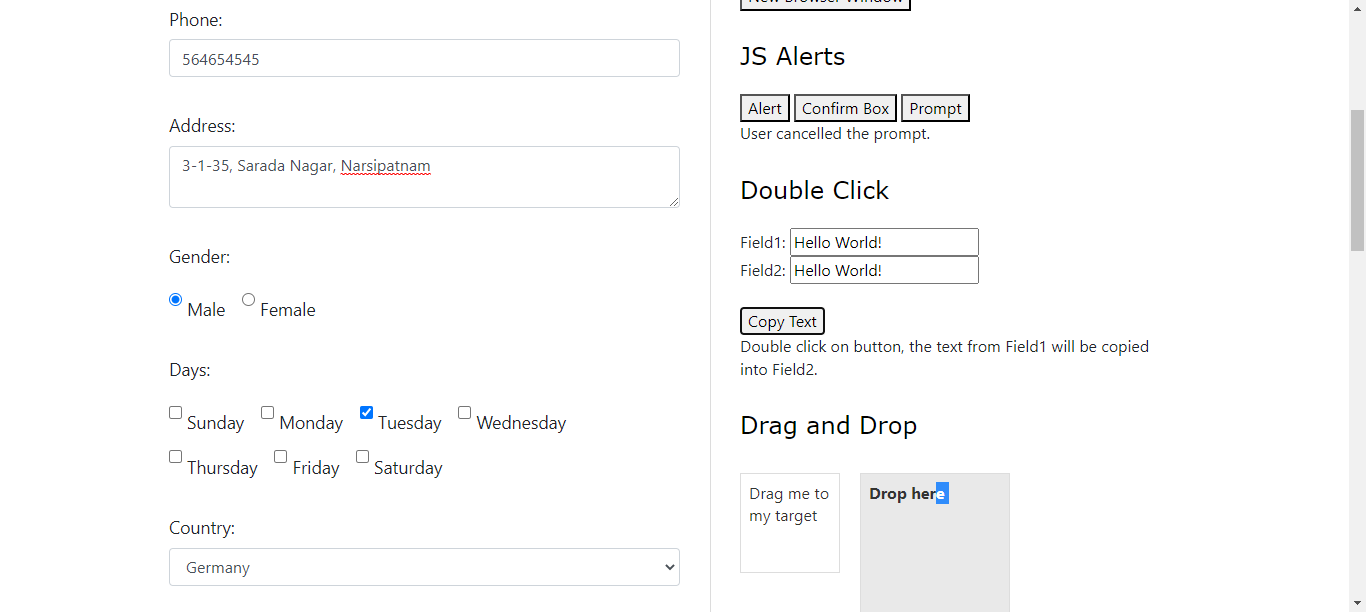 Phone:
564654545
Address:
3-1-35, Sarada Nagar, Narsipatnam
Gender:
Male Female
Days:
Sunday Monday Tuesday Wednesday
Thursday Friday Saturday
Country:
Germany
New Browser Window
JS Alerts
Alert Confirm Box Prompt
User cancelled the prompt.
Double Click
Field1: Hello World!
Field2: Hello World!
Copy Text
Double click on button, the text from Field1 will be copied
into Field2.
Drag and Drop
Drag me to
my target
Drop here